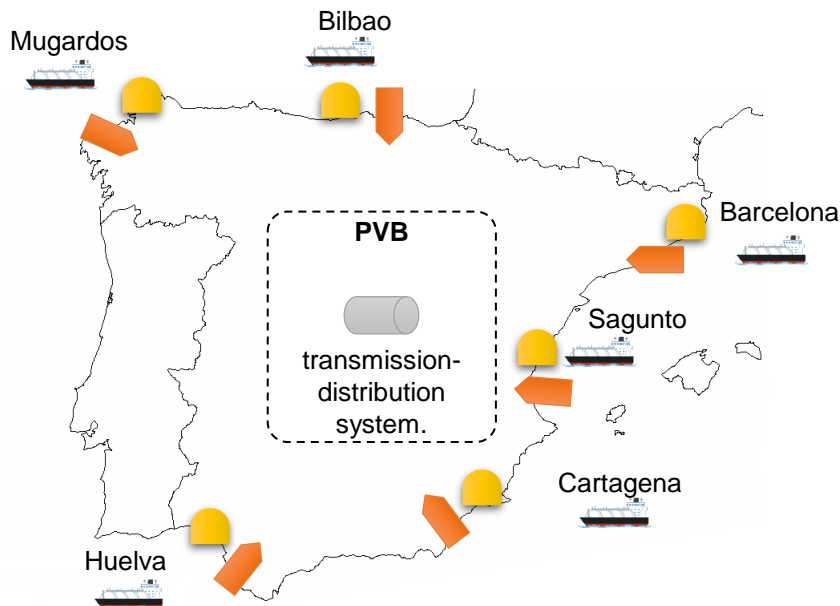 Bilbao
Mugardos
Barcelona
PVB
Sagunto
transmission-
distribution
system.
Cartagena
Huelva